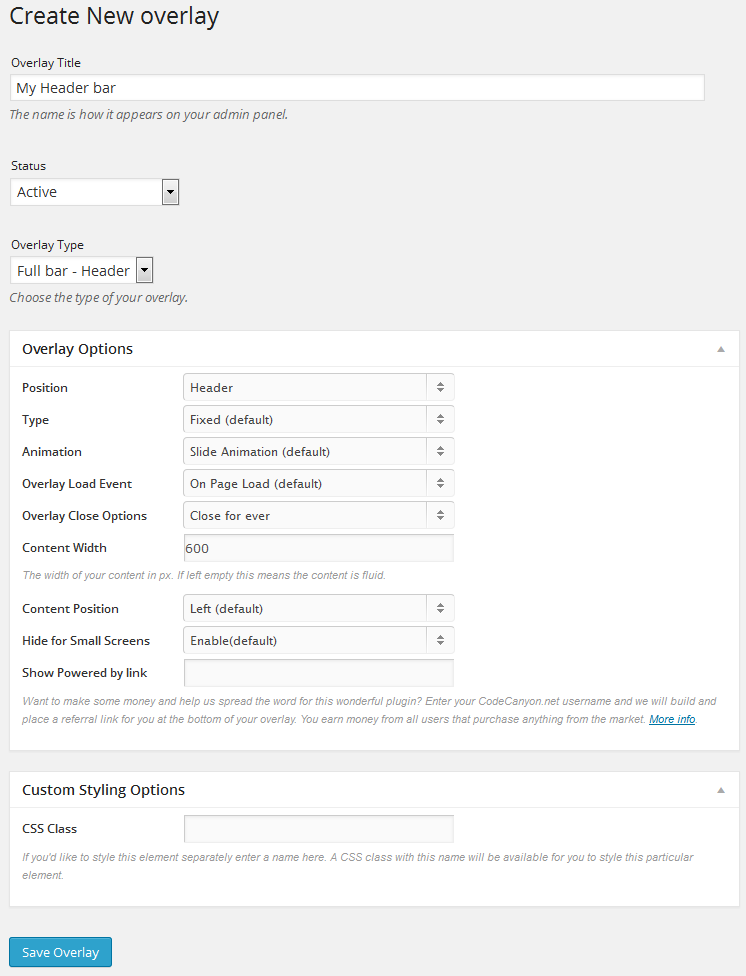 Create New overlay
Overlay Title
My Header bar
The name is how it appears on your admin panel.
Status
Active
Overlay Type
Full bar - Header
Choose the type of your overlay.
Overlay Options
Position Header
Type Fixed (default)
Animation Slide Animation (default)
Overlay Load Event On Page Load (default)
Overlay Close Options Close for ever
Content Width 600
The width of your content in px. If left empty this means the content is fluid.
Content Position Left (default)
Hide for Small Screens Enable(default)
Show Powered by link
Want to make some money and help us spread the word for this wonderful plugin? Enter your CodeCanyon.net username and we will build and
place a referral link for you at the bottom of your overlay. You earn money from all users that purchase anything from the market. More info
Custom Styling Options
CSS Class
If you'd like to style this element separately enter a name here. A CSS class with this name will be available for you to style this particular
element.
Save Overlay